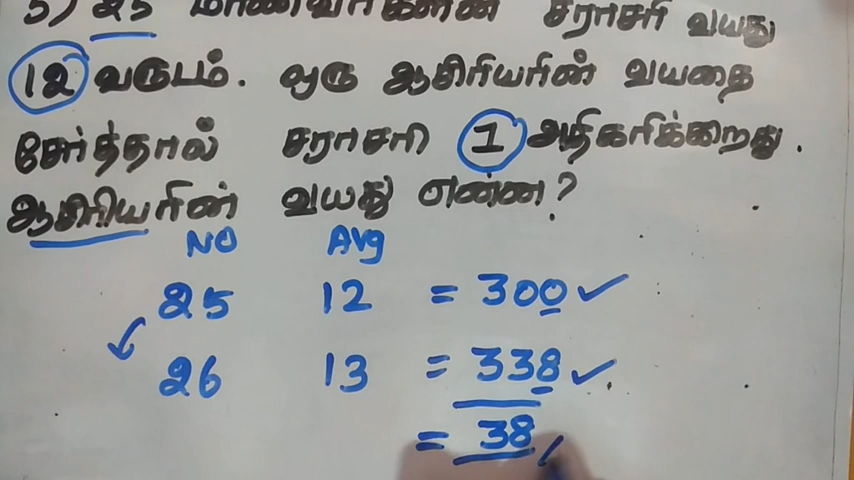 5) 25 மாணவர்களின் சராசரி வயது
12 வருடம். ஒரு ஆசிரியரின் வயதை
சேர்த்தால் சராசரி 1 அதிகரிக்கிறது.
ஆசிரியரின் வயது என்ன?
NO Avg
25 12 = 300 ✓
26 13 = 338 ✓
= 38